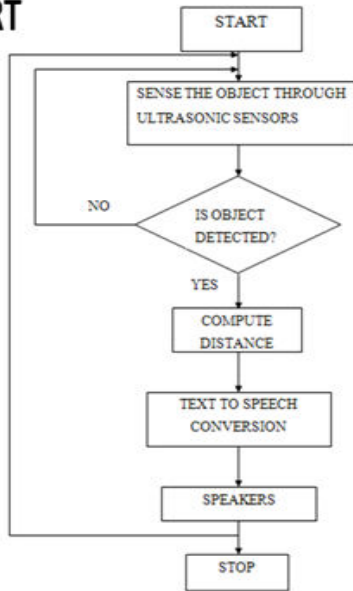 START
SENSE THE OBJECT THROUGH
ULTRASONIC SENSORS
NO
IS OBJECT
DETECTED?
YES
COMPUTE
DISTANCE
TEXT TO SPEECH
CONVERSION
SPEAKERS
STOP